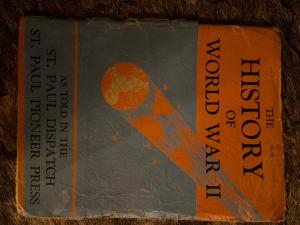 THE
HISTORY
OF
WORLD WAR II
AS TOLD IN THE
ST. PAUL DISPATCH
ST. PAUL PIONEER PRESS